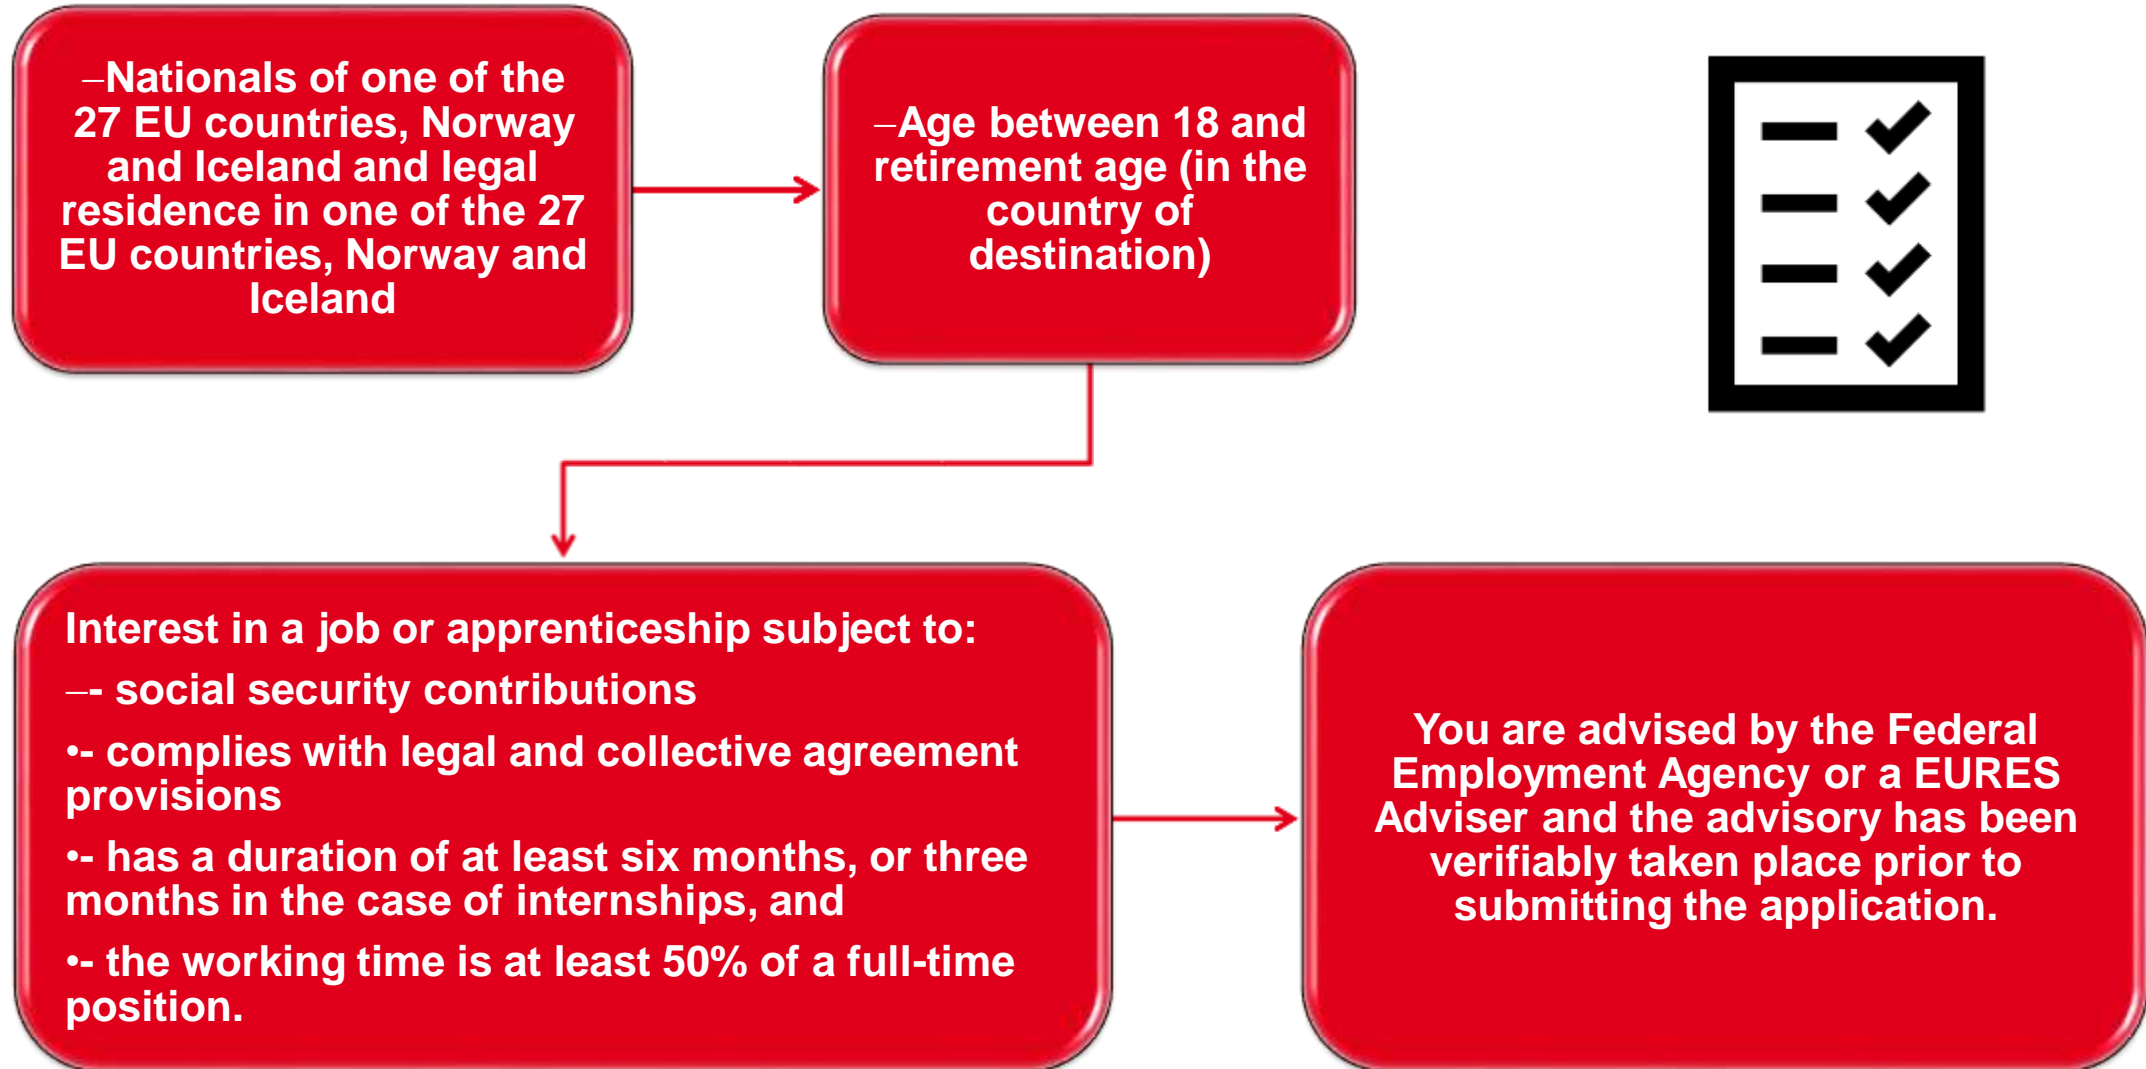 –Nationals of one of the
27 EU countries, Norway
and Iceland and legal
residence in one of the 27
EU countries, Norway and
Iceland
–Age between 18 and
retirement age (in the
country of
destination)
Interest in a job or apprenticeship subject to:
–- social security contributions
•- complies with legal and collective agreement
provisions
•- has a duration of at least six months, or three
months in the case of internships, and
•- the working time is at least 50% of a full-time
position.
You are advised by the Federal
Employment Agency or a EURES
Adviser and the advisory has been
verifiably taken place prior to
submitting the application.